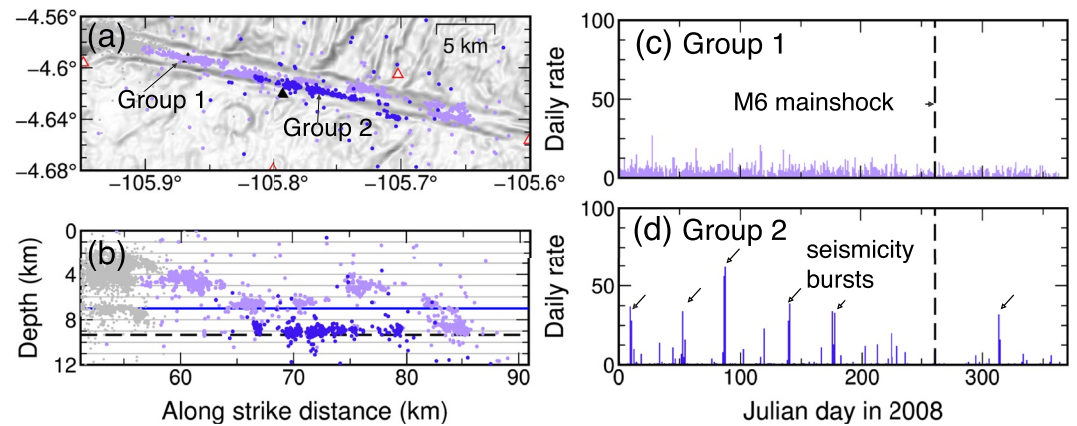 (a)
−4.56°
−4.60°
−4.64°
−4.68°
5 km
Group 1
Group 2
−105.9°
−105.8°
−105.7°
−105.6°
(b)
Depth (km)
0
4
8
12
60
70
80
90
Along strike distance (km)
(c) Group 1
Daily rate
100
50
0
M6 mainshock
(d) Group 2
Daily rate
100
50
0
seismicity
bursts
0
100
200
300
Julian day in 2008